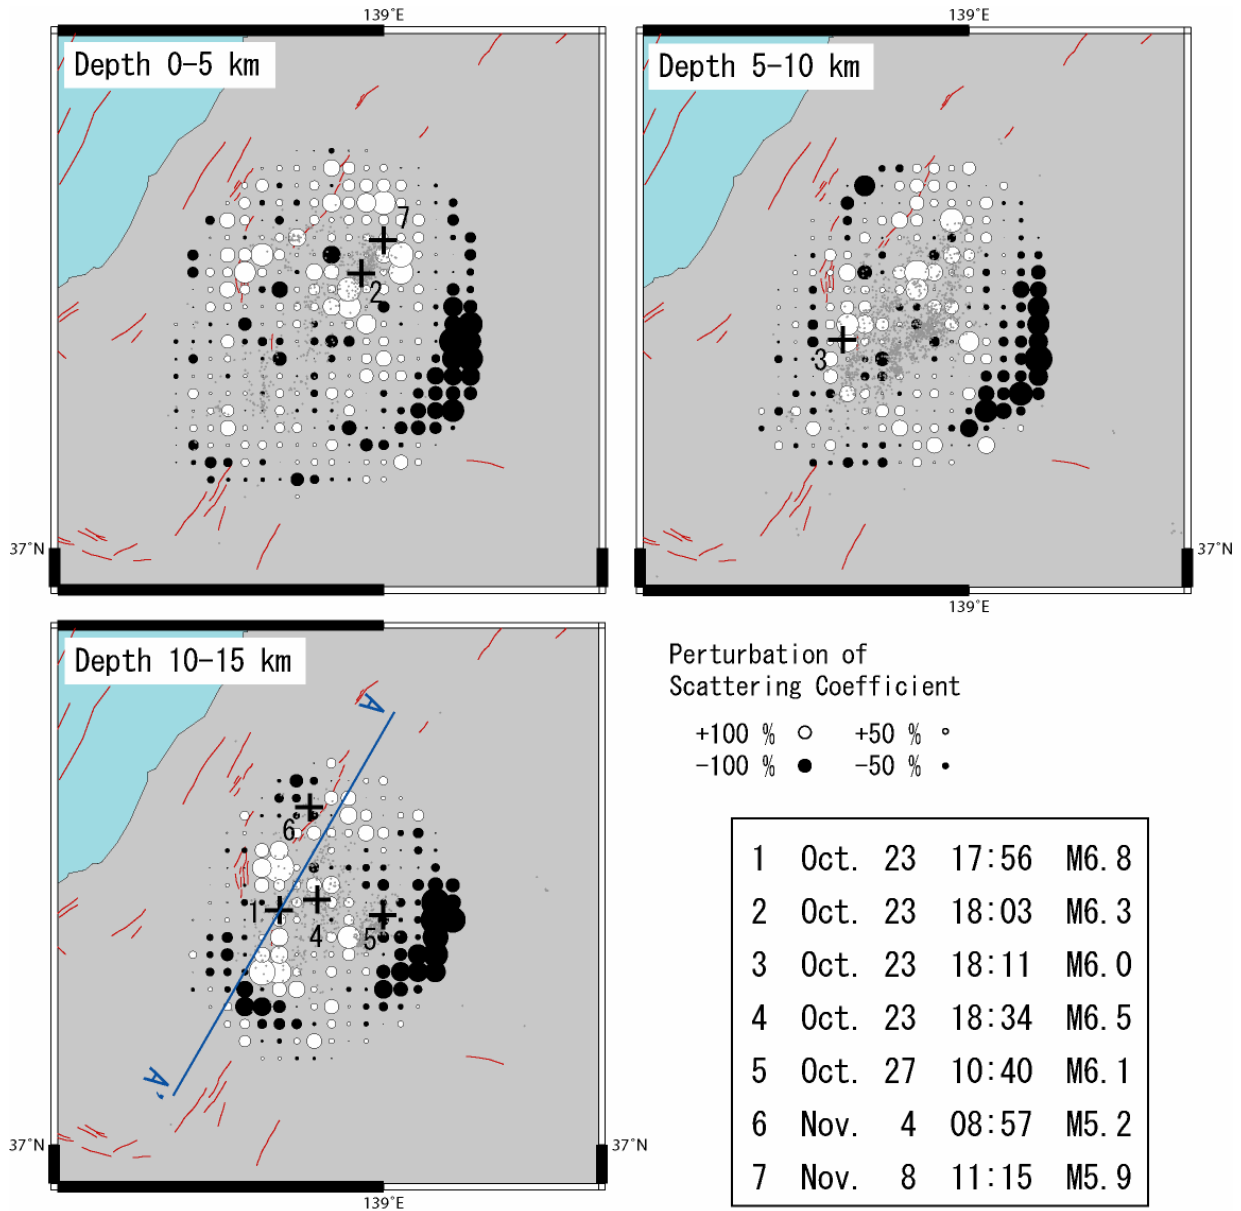 139°E
139°E
Depth 0-5 km
Depth 5-10 km
7
2
3
37°N
37°N
139°E
Depth 10-15 km
A
6
1
4
5
A'
37°N
37°N
139°E
Perturbation of
Scattering Coefficient
+100 % +50 %
-100 % -50 %
1 Oct. 23 17:56 M6.8
2 Oct. 23 18:03 M6.3
3 Oct. 23 18:11 M6.0
4 Oct. 23 18:34 M6.5
5 Oct. 27 10:40 M6.1
6 Nov. 4 08:57 M5.2
7 Nov. 8 11:15 M5.9